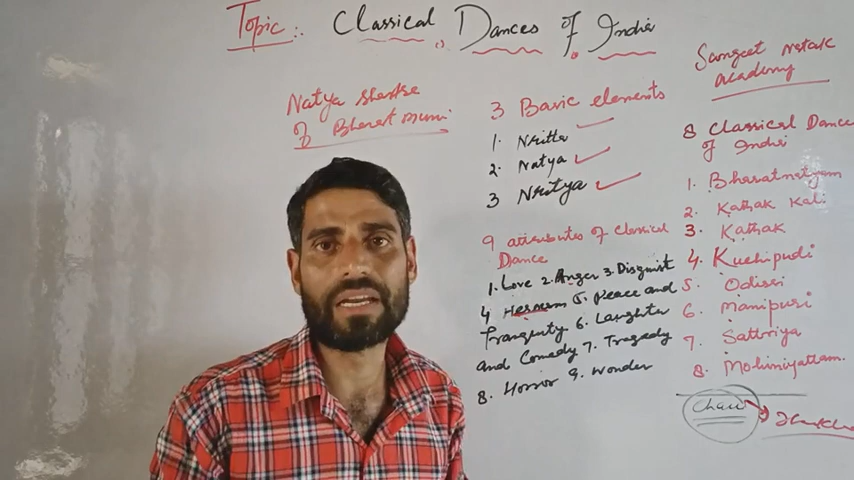 Topic :. Classical Dances of India
Natya Shastra
of Bharat muni
3 Basic elements
1. Nritta
2. Natya
3 Nritya
9 attributes of Classical
Dance
1. Love 2. Anger 3. Disguist
4 Heroism 5. Peace and
Tranquity 6. Laughter
and Comedy 7. Tragedy
8. Horror 9. Wonder
Sangeet natak
academy
8 Classical Dance
of India
1. Bharatnatyam
2. Kathak kali
3. Kathak
4. Kuchipudi
5. Odissi
6. Manipuri
7. Sattriya
8. Mohiniyattam.
Chau